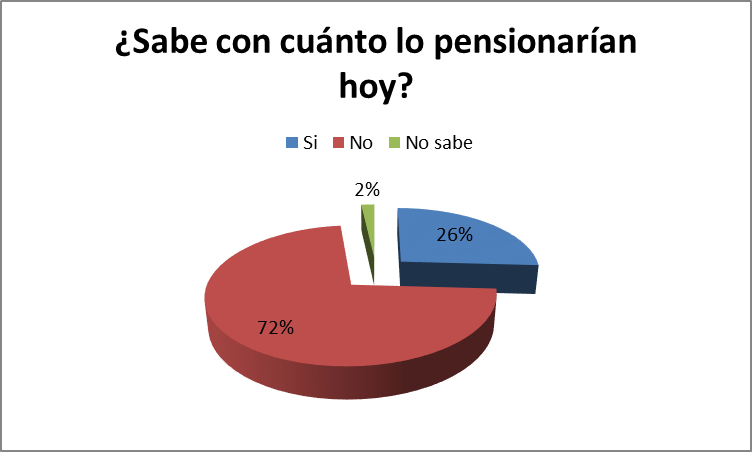 ¿Sabe con cuánto lo pensionarían
hoy?
Si No No sabe
2%
26%
72%